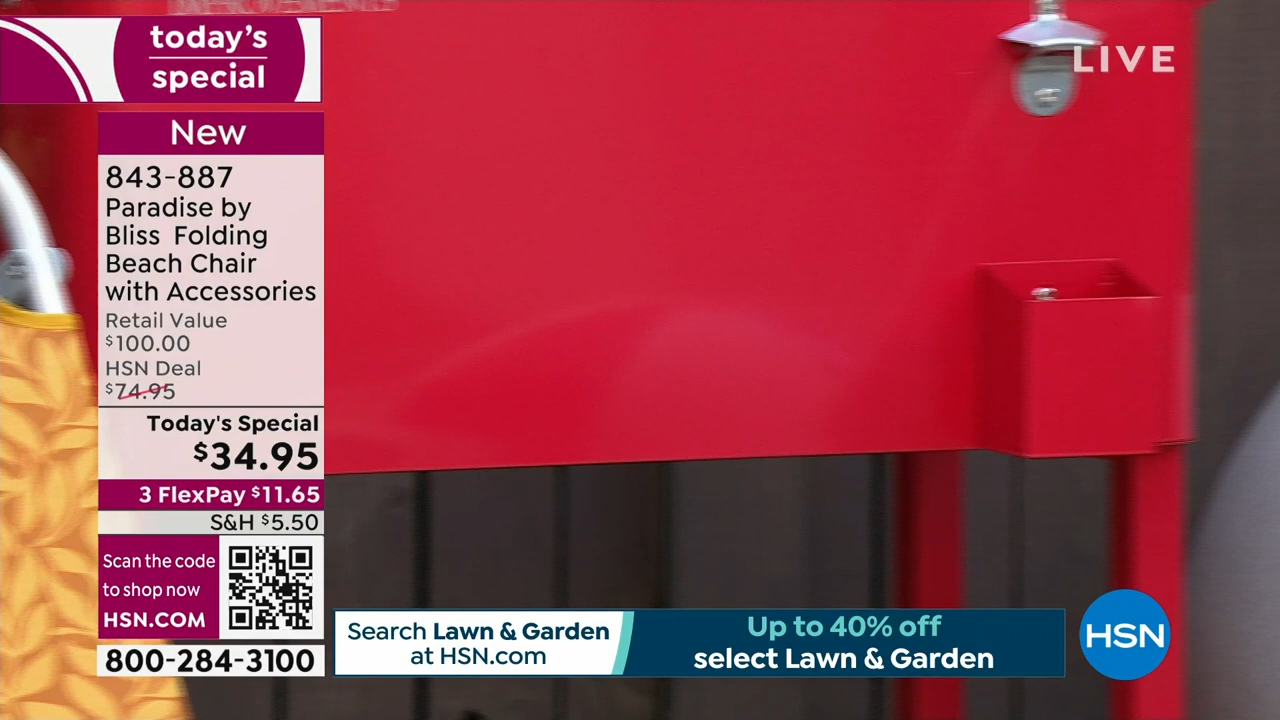 IMPROVEMENTS
today's
special
LIVE
New
843-887
Paradise by
Bliss Folding
Beach Chair
with Accessories
Retail Value
$100.00
HSN Deal
$74.95
Today's Special
$34.95
3 FlexPay $11.65
S&H $5.50
Scan the code
to shop now
HSN.COM
800-284-3100
Search Lawn & Garden
at HSN.com
Up to 40% off
select Lawn & Garden
HSN